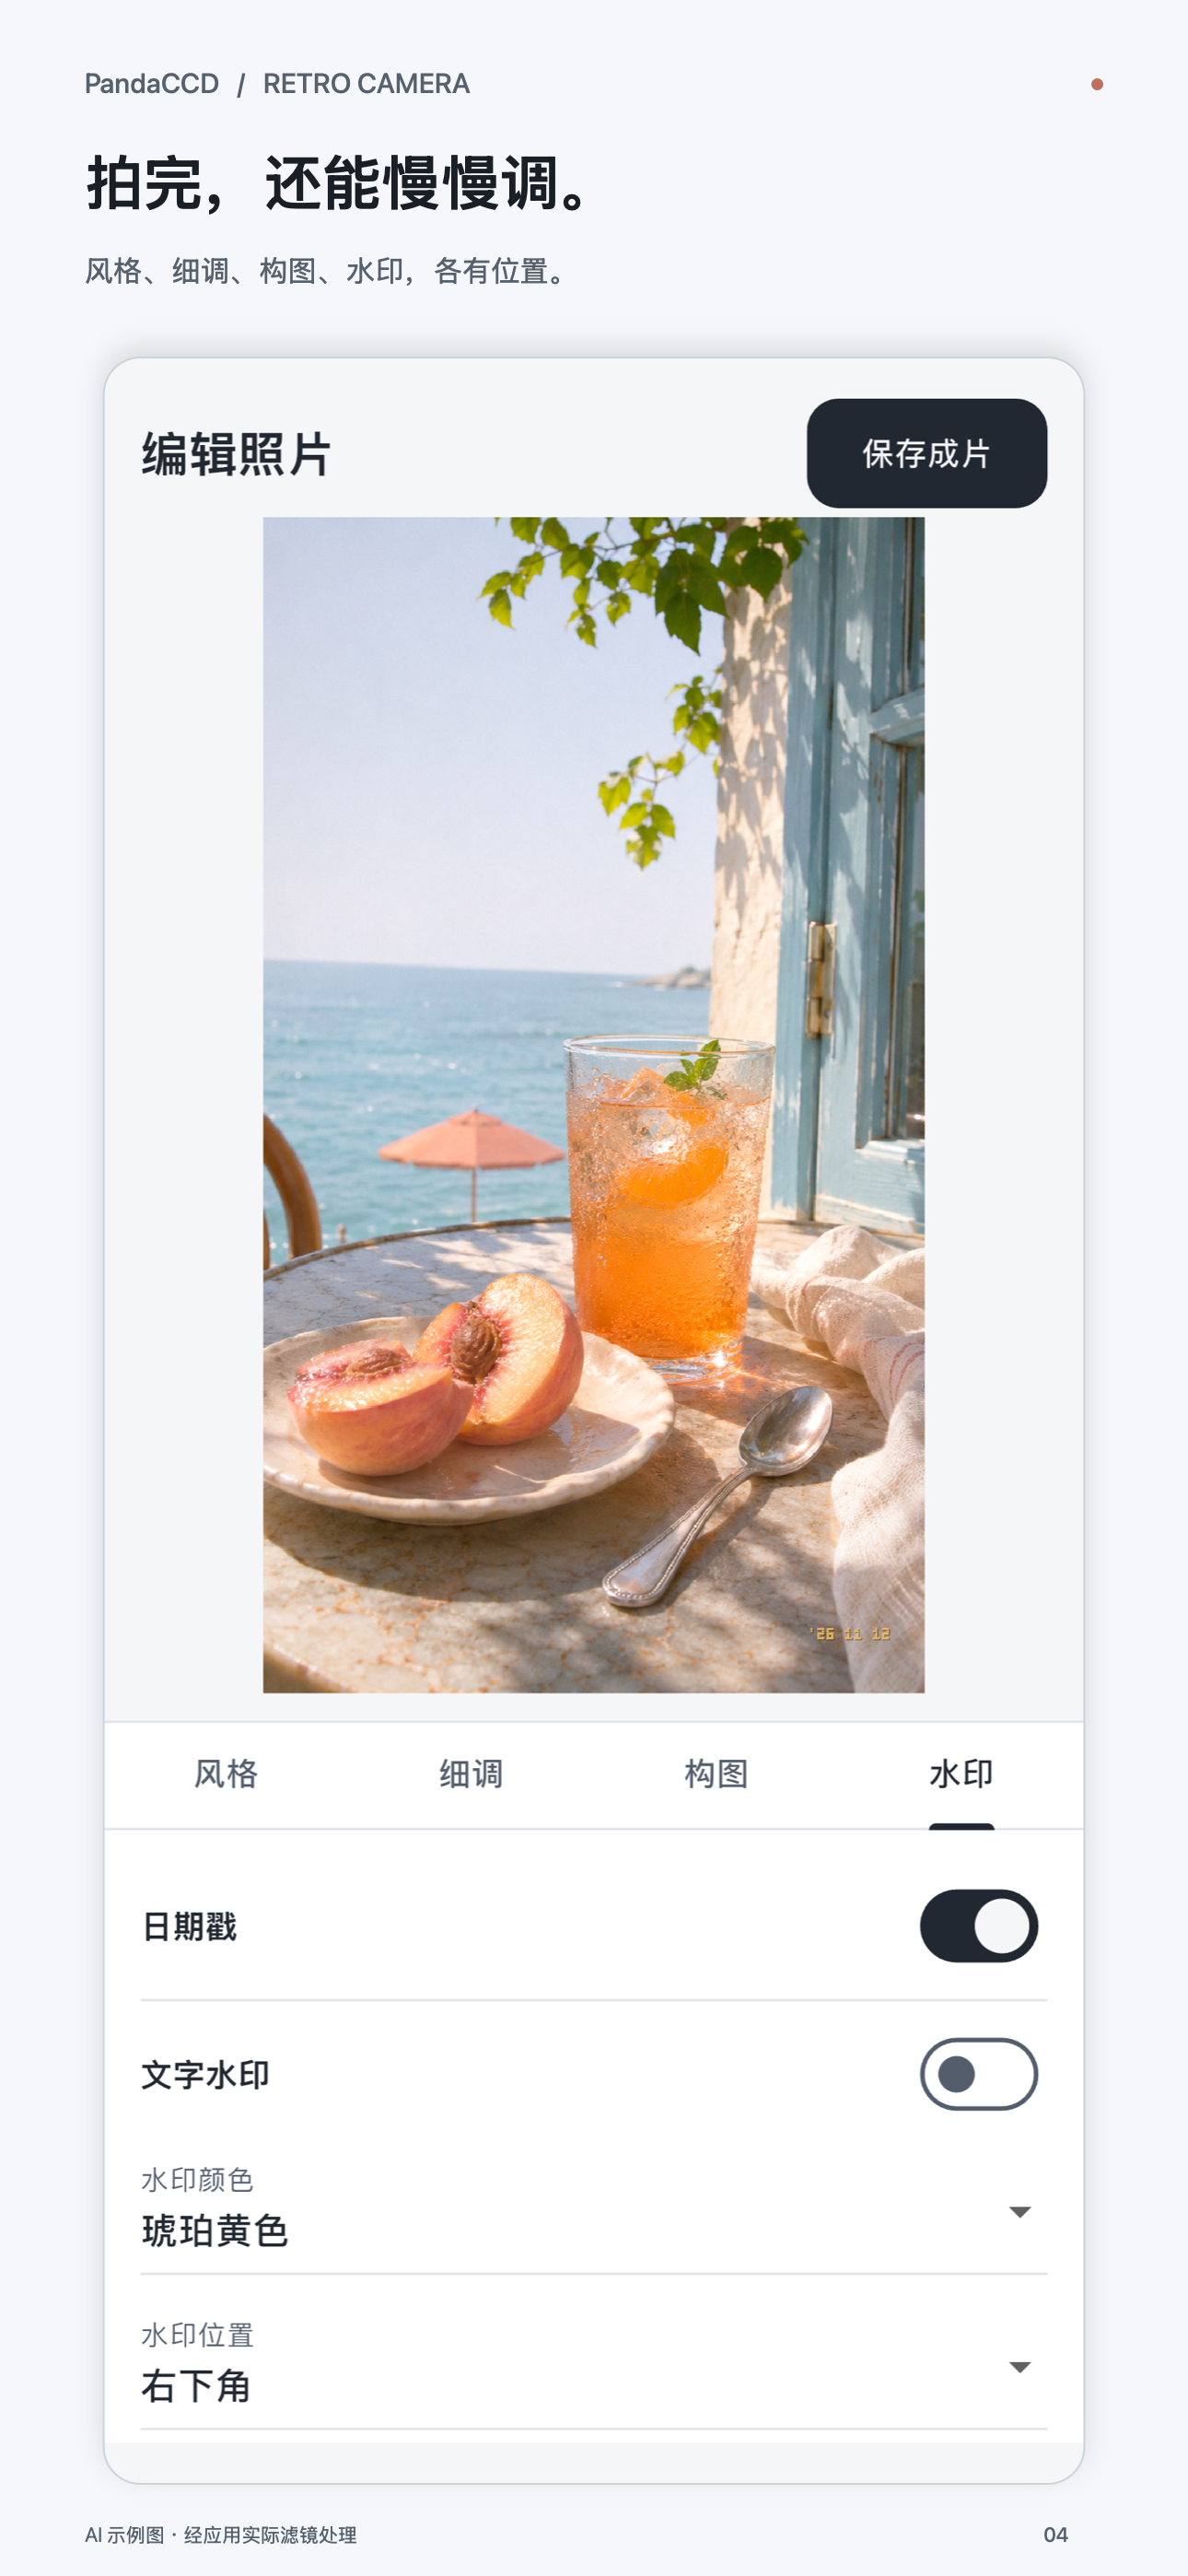 PandaCCD / RETRO CAMERA
拍完，还能慢慢调。
风格、细调、构图、水印，各有位置。
编辑照片
保存成片
'26 11 12
风格 细调 构图 水印
日期戳
文字水印
水印颜色
琥珀黄色
水印位置
右下角
AI 示例图 · 经应用实际滤镜处理
04